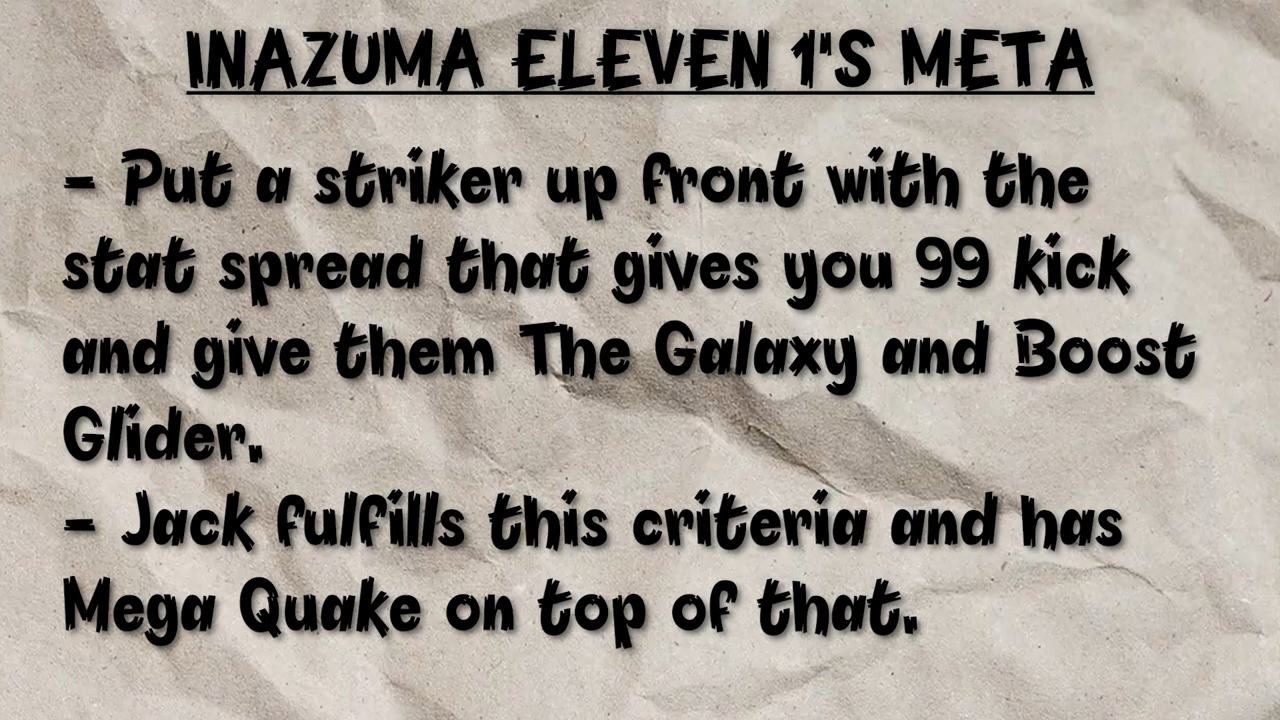 INAZUMA ELEVEN 1'S META
- Put a striker up front with the
stat spread that gives you 99 kick
and give them The Galaxy and Boost
Glider.
- Jack fulfills this criteria and has
Mega Quake on top of that.